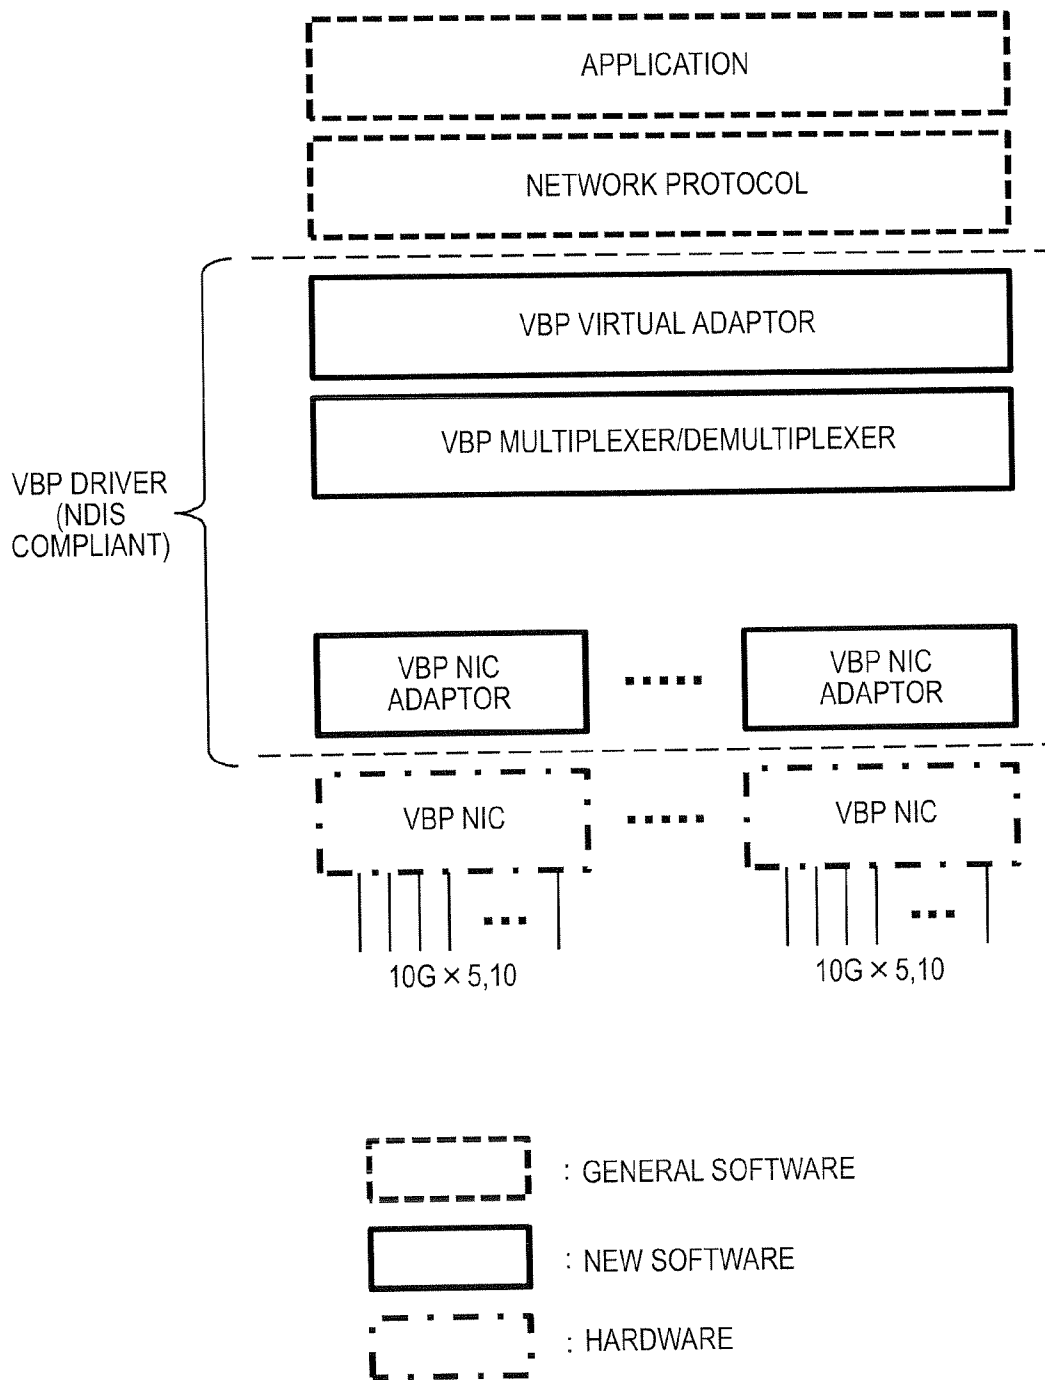 APPLICATION
NETWORK PROTOCOL
VBP VIRTUAL ADAPTOR
VBP MULTIPLEXER/DEMULTIPLEXER
VBP DRIVER
(NDIS
COMPLIANT)
VBP NIC
ADAPTOR
VBP NIC
ADAPTOR
VBP NIC
VBP NIC
10G × 5,10
10G × 5,10
: GENERAL SOFTWARE
: NEW SOFTWARE
: HARDWARE